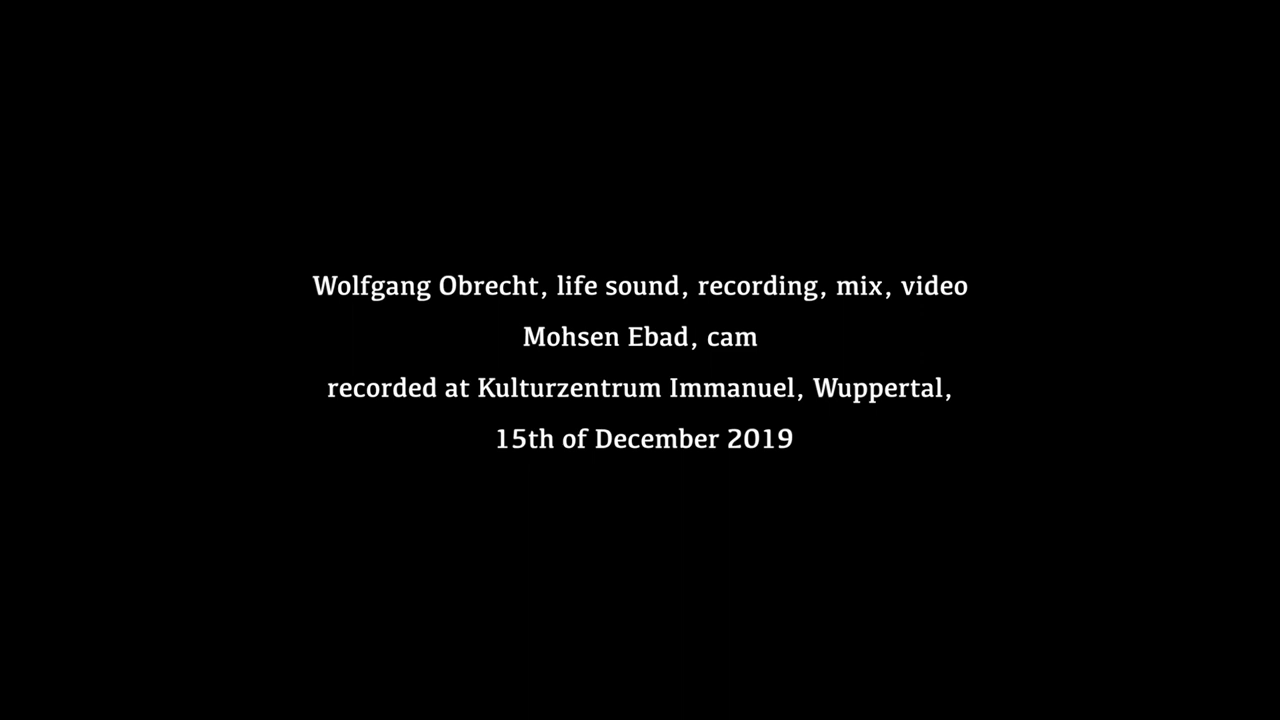 Wolfgang Obrecht, life sound, recording, mix, video
Mohsen Ebad, cam
recorded at Kulturzentrum Immanuel, Wuppertal,
15th of December 2019